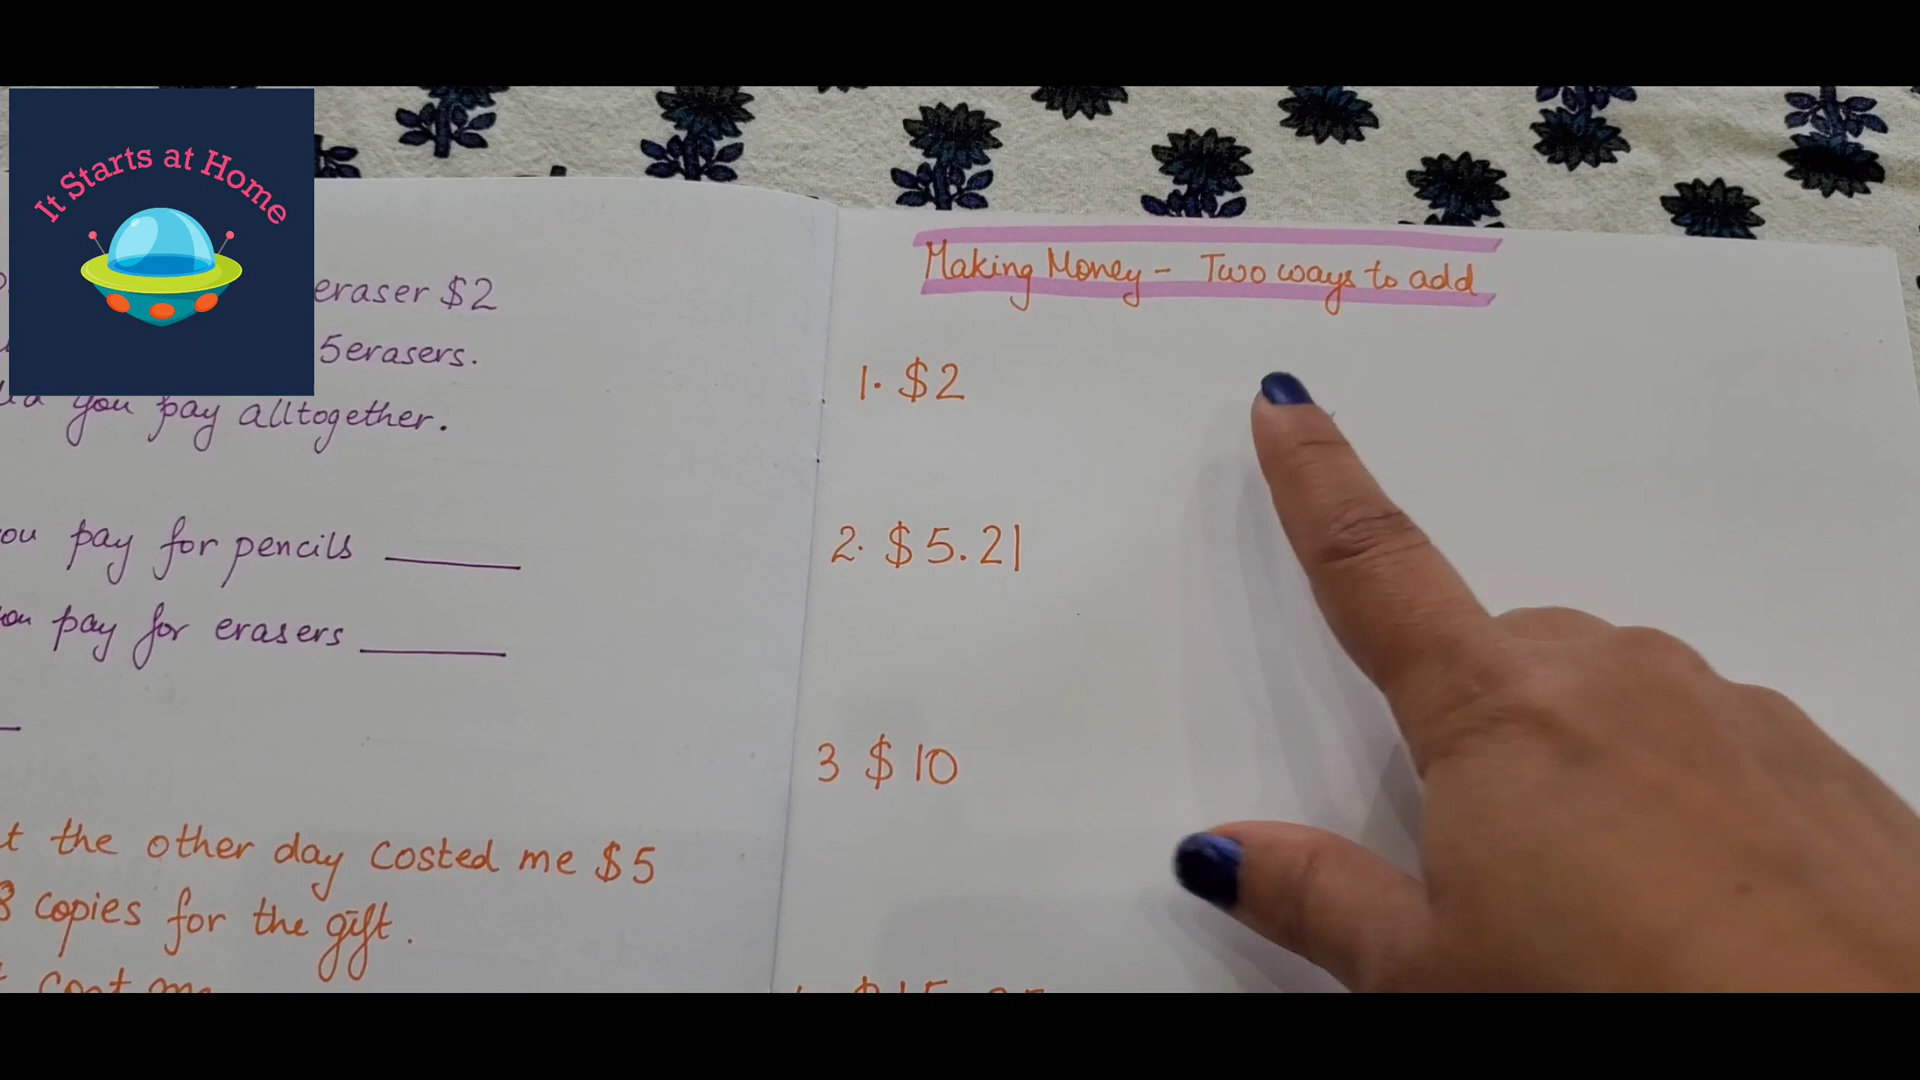 It Starts at Home
eraser $2
5erasers.
you pay alltogether.
pay for pencils
pay for erasers
the other day costed me $5
copies for the gift.
Making Money - Two ways to add
1. $2
2. $5.21
3 $10